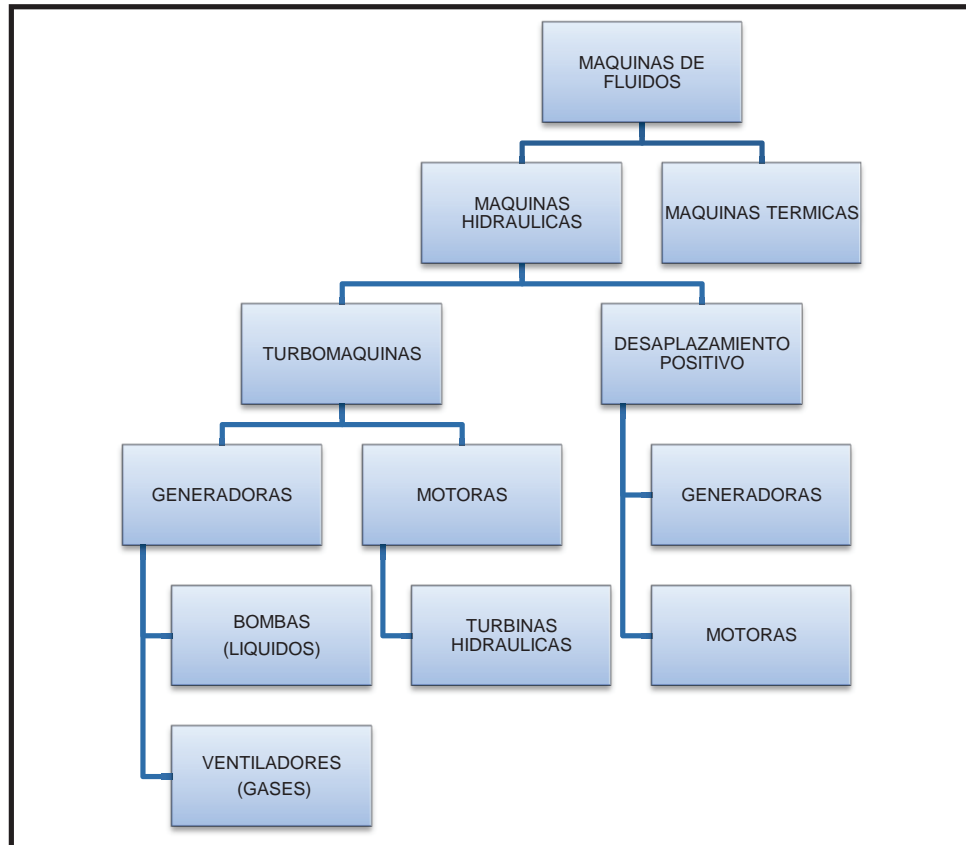 MAQUINAS DE
FLUIDOS
MAQUINAS
HIDRAULICAS
MAQUINAS TERMICAS
TURBOMAQUINAS
DESAPLAZAMIENTO
POSITIVO
GENERADORAS
MOTORAS
GENERADORAS
BOMBAS
(LIQUIDOS)
TURBINAS
HIDRAULICAS
MOTORAS
VENTILADORES
(GASES)